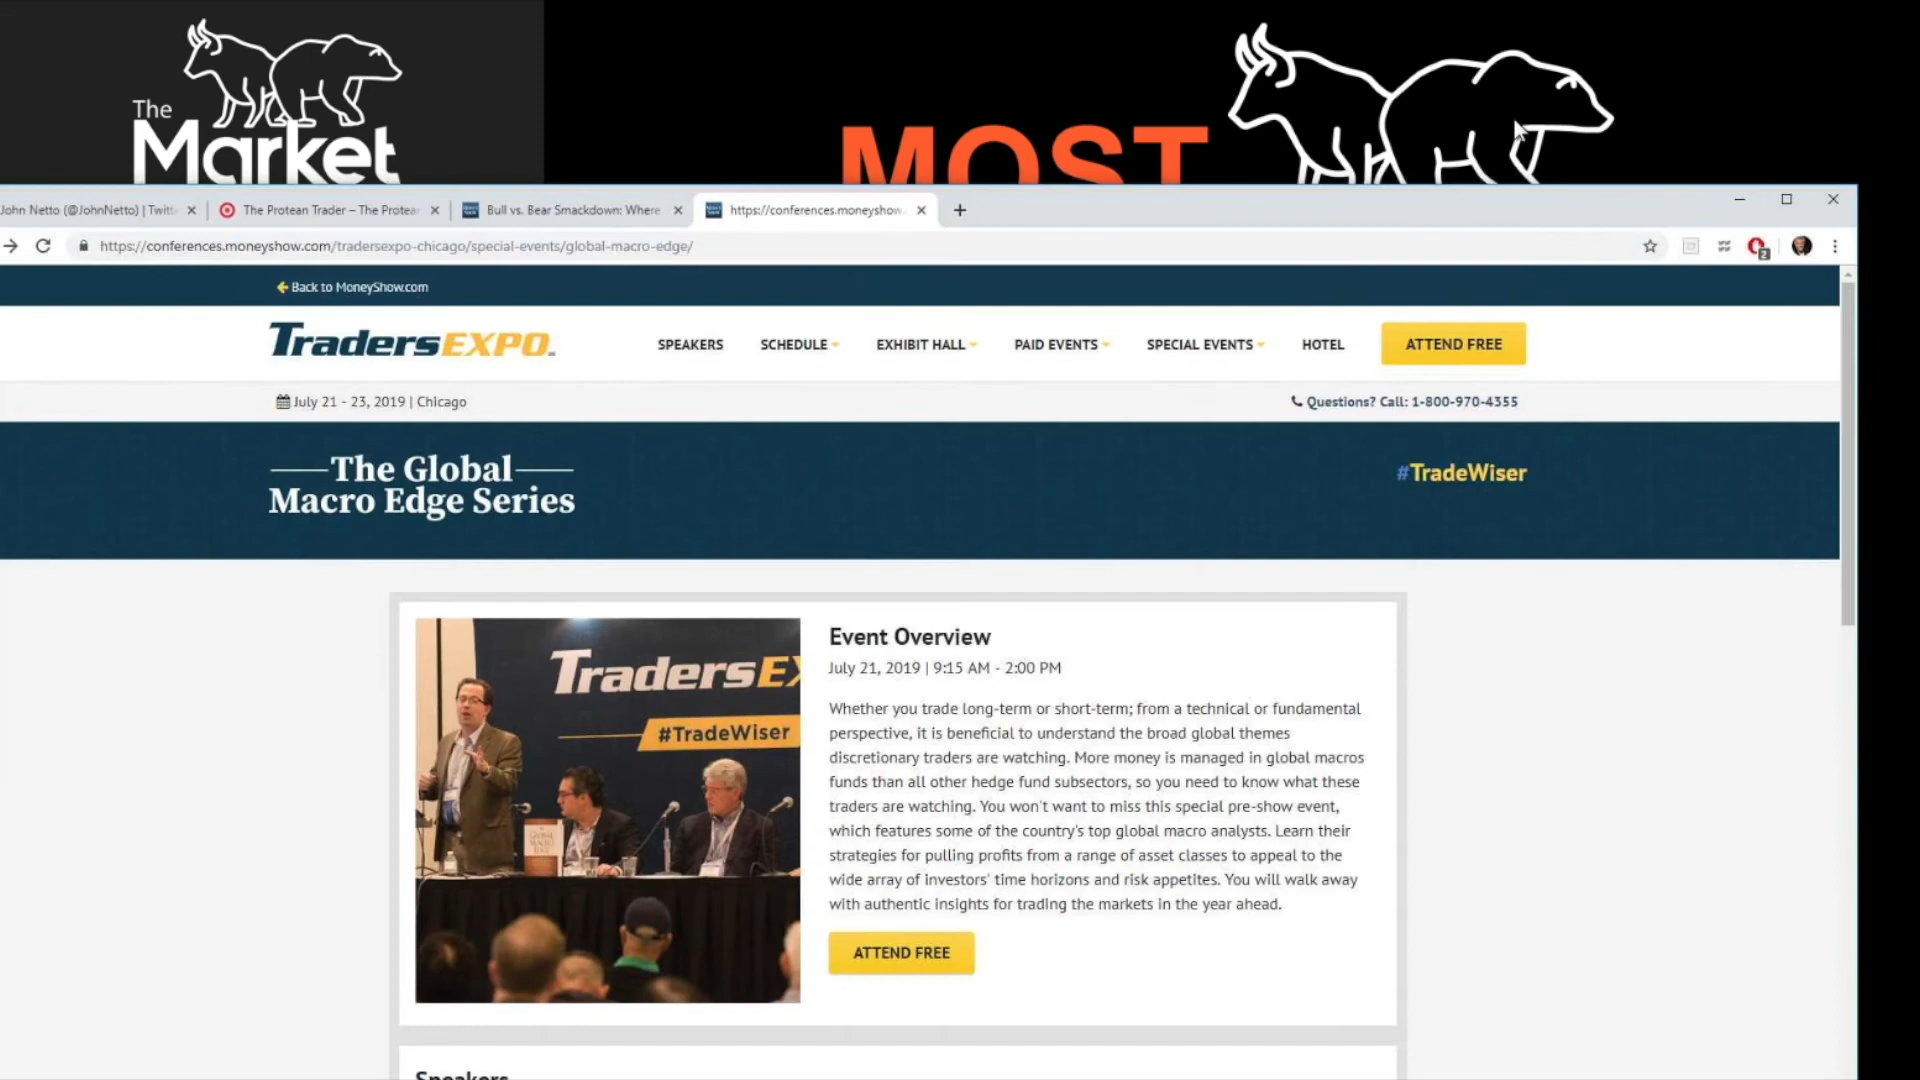 The
Market
MOST
John Netto (@JohnNetto) | Twitt
The Protean Trader – The Protea
Bull vs. Bear Smackdown: Where
https://conferences.moneyshow.
https://conferences.moneyshow.com/tradersexpo-chicago/special-events/global-macro-edge/
2
Back to MoneyShow.com
TradersEXPO
SPEAKERS
SCHEDULE
EXHIBIT HALL
PAID EVENTS
SPECIAL EVENTS
HOTEL
ATTEND FREE
July 21 - 23, 2019 | Chicago
Questions? Call: 1-800-970-4355
The Global
Macro Edge Series
#TradeWiser
TradersEX
#TradeWiser
GLOBAL
MACRO
EDGE
Event Overview
July 21, 2019 | 9:15 AM - 2:00 PM
Whether you trade long-term or short-term; from a technical or fundamental
perspective, it is beneficial to understand the broad global themes
discretionary traders are watching. More money is managed in global macros
funds than all other hedge fund subsectors, so you need to know what these
traders are watching. You won't want to miss this special pre-show event,
which features some of the country's top global macro analysts. Learn their
strategies for pulling profits from a range of asset classes to appeal to the
wide array of investors' time horizons and risk appetites. You will walk away
with authentic insights for trading the markets in the year ahead.
ATTEND FREE
Speakers